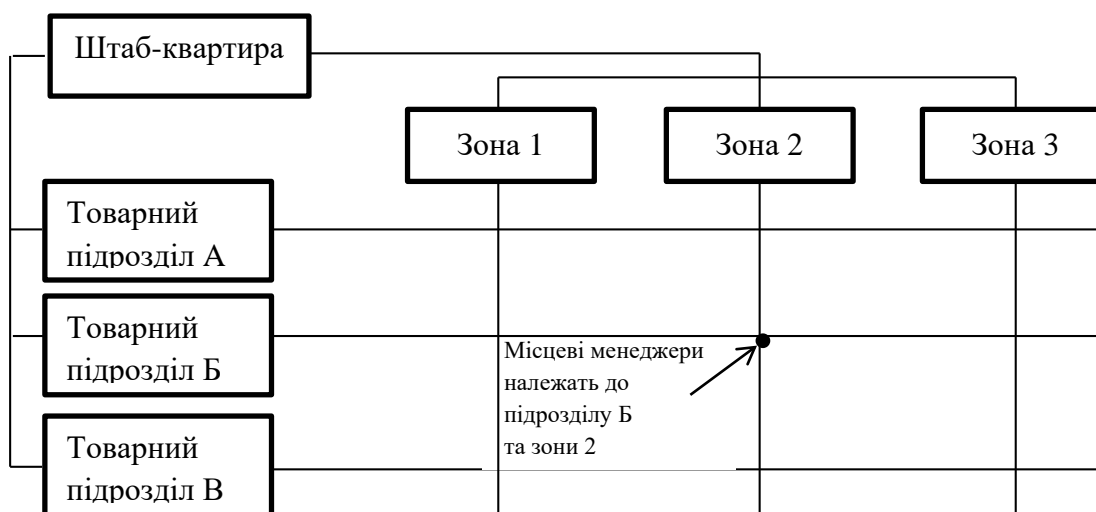 Штаб-квартира
Зона 1
Зона 2
Зона 3
Товарний
підрозділ А
Товарний
підрозділ Б
Місцеві менеджери
належать до
підрозділу Б
та зони 2
Товарний
підрозділ В